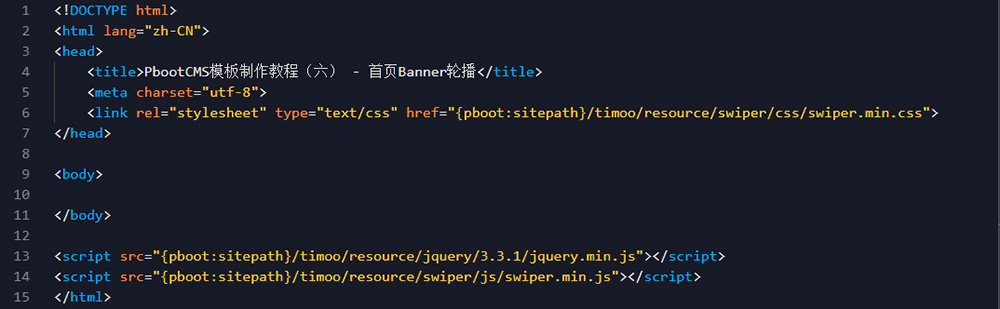 1 <!DOCTYPE html>
2 <html lang="zh-CN">
3 <head>
4     <title>PbootCMS模板制作教程（六） - 首页Banner轮播</title>
5     <meta charset="utf-8">
6     <link rel="stylesheet" type="text/css" href="{pboot:sitepath}/timoo/resource/swiper/css/swiper.min.css">
7 </head>
8
9 <body>
10
11 </body>
12
13 <script src="{pboot:sitepath}/timoo/resource/jquery/3.3.1/jquery.min.js"></script>
14 <script src="{pboot:sitepath}/timoo/resource/swiper/js/swiper.min.js"></script>
15 </html>